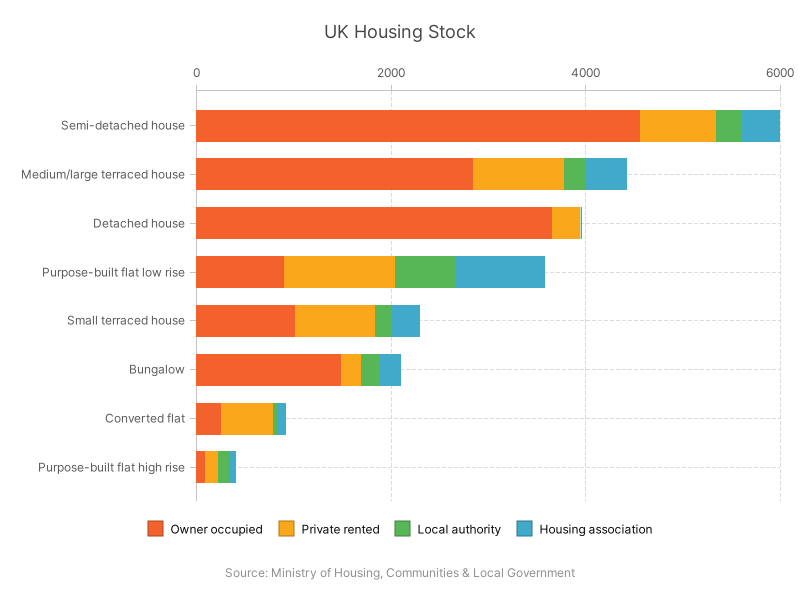 UK Housing Stock
0 2000 4000 6000
Semi-detached house
Medium/large terraced house
Detached house
Purpose-built flat low rise
Small terraced house
Bungalow
Converted flat
Purpose-built flat high rise
Owner occupied Private rented Local authority Housing association
Source: Ministry of Housing, Communities & Local Government